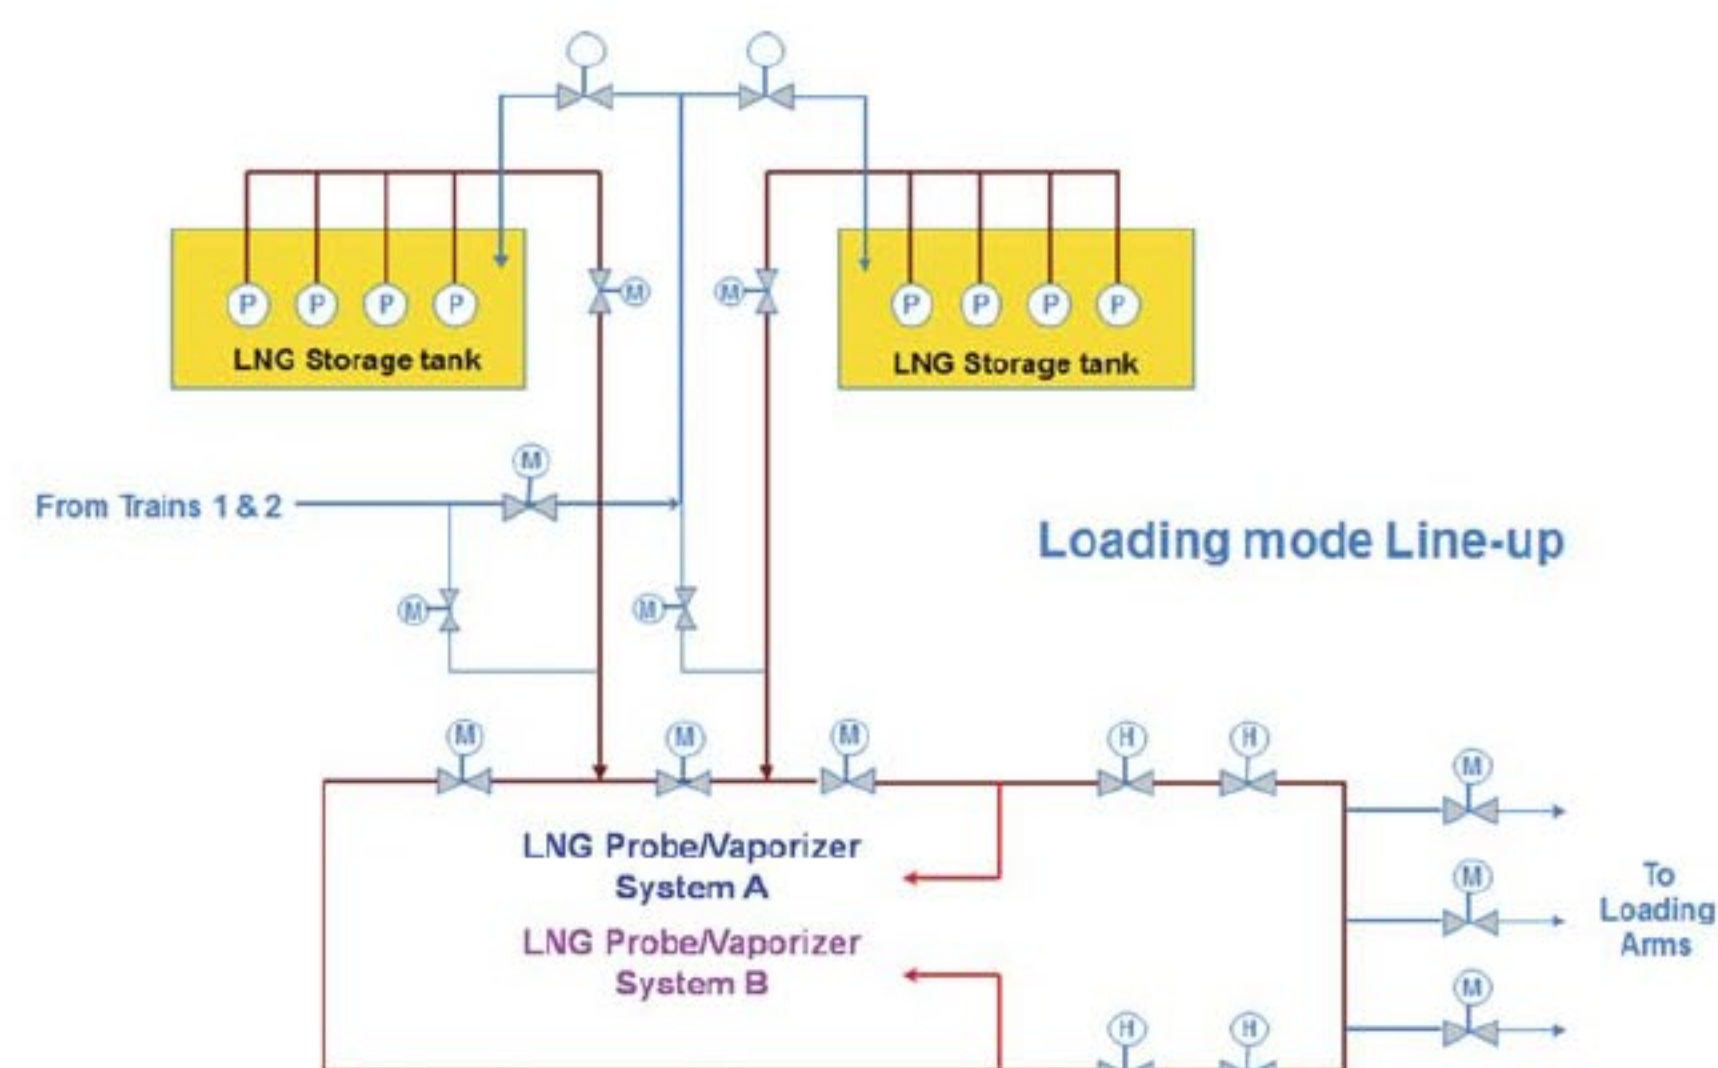 P P P P
LNG Storage tank
M
M
P P P P
LNG Storage tank
M
From Trains 1 & 2
Loading mode Line-up
M
M
M
M
M
H
H
M
LNG Probe/Vaporizer
System A
M
To
Loading
Arms
LNG Probe/Vaporizer
System B
M
H
H